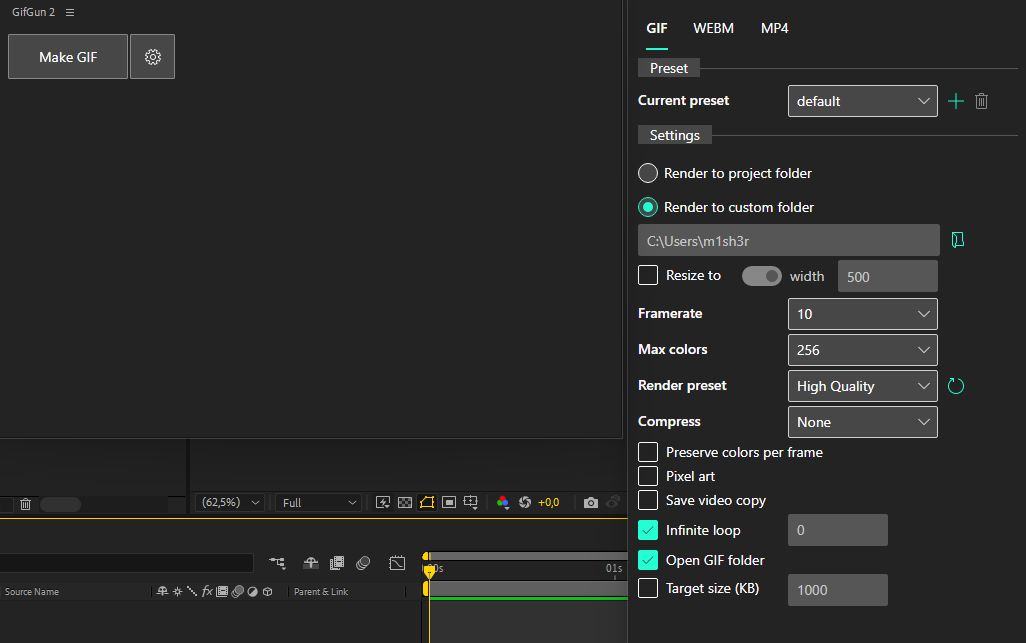 GifGun 2
Make GIF
GIF WEBM MP4
Preset
Current preset default
Settings
Render to project folder
Render to custom folder
C:\Users\m1sh3r
Resize to width 500
Framerate 10
Max colors 256
Render preset High Quality
Compress None
Preserve colors per frame
Pixel art
Save video copy
Infinite loop 0
Open GIF folder
Target size (KB) 1000
(62,5%) Full +0,0
01s
Source Name fx Parent & Link